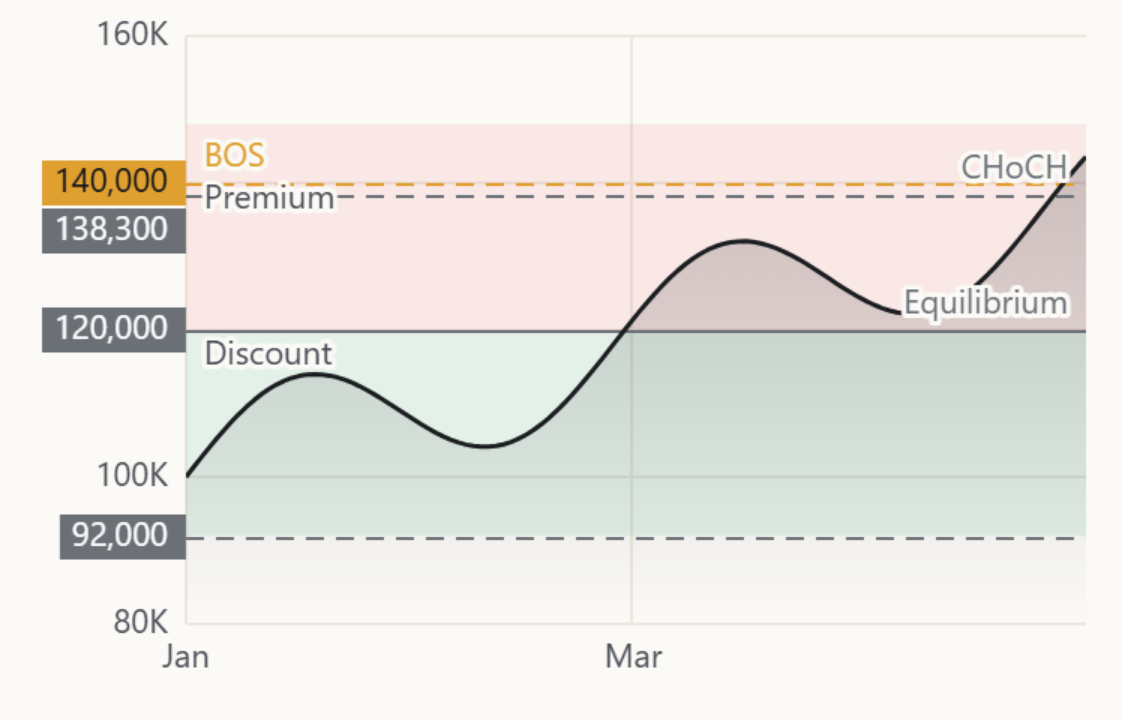 160K
BOS
CHoCH
140,000
Premium
138,300
Equilibrium
120,000
Discount
100K
92,000
80K
Jan
Mar